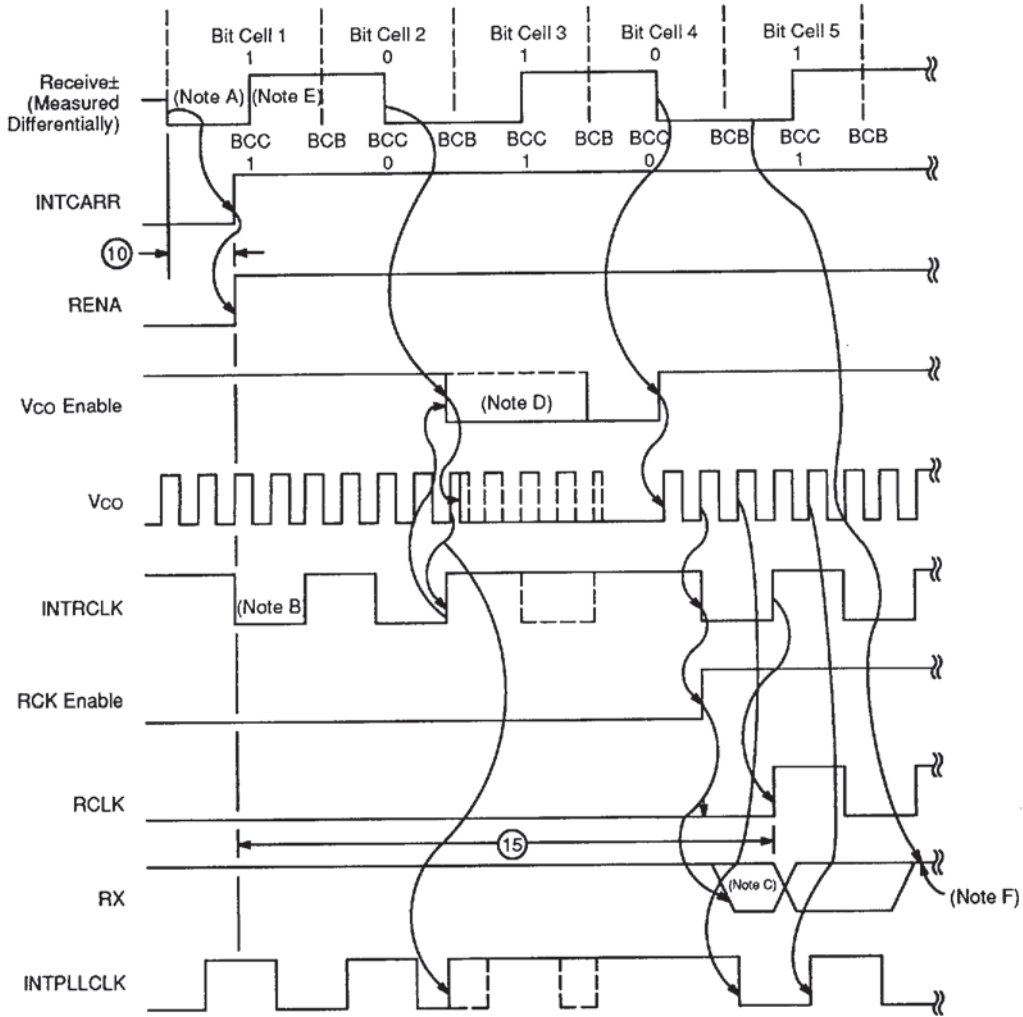 Bit Cell 1 Bit Cell 2 Bit Cell 3 Bit Cell 4 Bit Cell 5
1 0 1 0 1
Receive±
(Measured
Differentially)
(Note A) (Note E)
BCC BCB BCC BCB BCC BCB BCC BCB BCC BCB
1 0 1 0 1
INTCARR
10
RENA
VCO Enable
(Note D)
VCO
INTRCLK
(Note B)
RCK Enable
RCLK
15
RX
(Note C)
(Note F)
INTPLLCLK